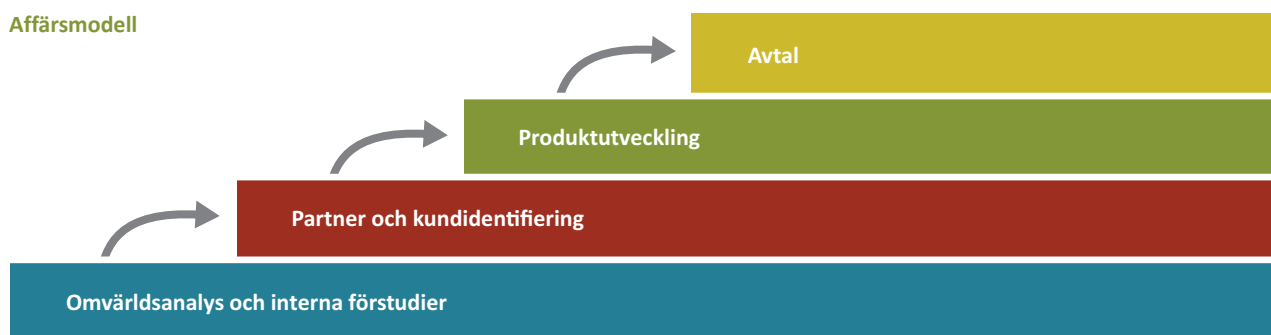 Affärsmodell
Avtal
Produktutveckling
Partner och kundidentifiering
Omvärldsanalys och interna förstudier